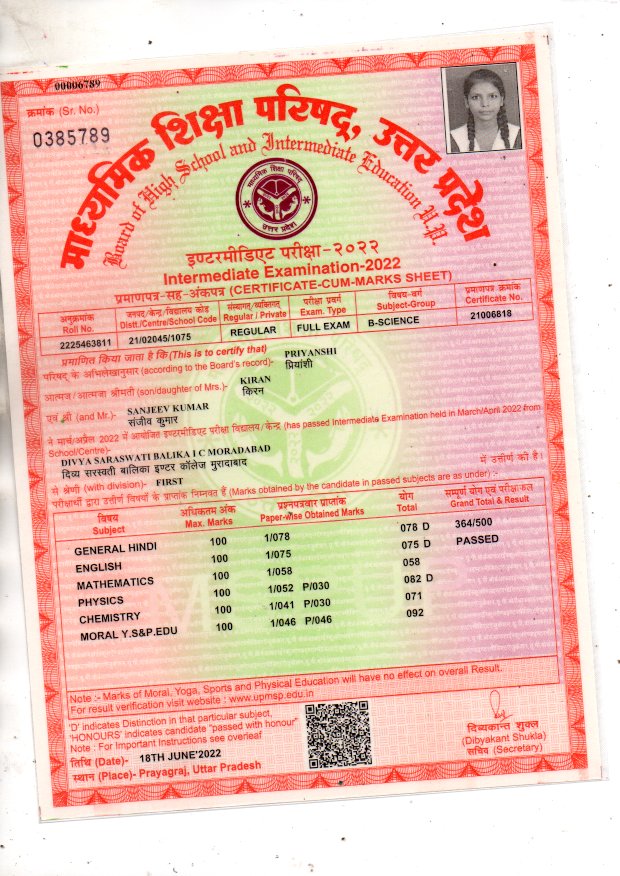 00006789
क्रमांक (Sr. No.)
0385789
माध्यमिक शिक्षा परिषद्, उत्तर प्रदेश
Board of High School and Intermediate Education U.P.
माध्यमिक शिक्षा परिषद्
उत्तर प्रदेश
इण्टरमीडिएट परीक्षा-२०२२
Intermediate Examination-2022
प्रमाणपत्र-सह-अंकपत्र (CERTIFICATE-CUM-MARKS SHEET)
अनुक्रमांक जनपद/केन्द्र/विद्यालय कोड संस्थागत/व्यक्तिगत परीक्षा प्रवर्ग विषय-वर्ग प्रमाणपत्र क्रमांक
Roll No. Distt./Centre/School Code Regular / Private Exam. Type Subject-Group Certificate No.
2225463811 21/02045/1075 REGULAR FULL EXAM B-SCIENCE 21006818
प्रमाणित किया जाता है कि (This is to certify that) PRIYANSHI
परिषद् के अभिलेखानुसार (according to the Board's record)- प्रियांशी
आत्मज/आत्मजा श्रीमती (son/daughter of Mrs.)- KIRAN
किरन
एवं श्री (and Mr.)- SANJEEV KUMAR
संजीव कुमार
ने मार्च/अप्रैल 2022 में आयोजित इण्टरमीडिएट परीक्षा विद्यालय/केन्द्र (has passed Intermediate Examination held in March/April 2022 from
School/Centre)-
DIVYA SARASWATI BALIKA I C MORADABAD
दिव्य सरस्वती बालिका इण्टर कॉलेज मुरादाबाद में उत्तीर्ण की है।
से श्रेणी (with division)- FIRST
परीक्षार्थी द्वारा उत्तीर्ण विषयों के प्राप्तांक निम्नवत हैं (Marks obtained by the candidate in passed subjects are as under) :-
विषय अधिकतम अंक प्रश्नपत्रवार प्राप्तांक योग सम्पूर्ण योग एवं परीक्षाफल
Subject Max. Marks Paper-wise Obtained Marks Total Grand Total & Result
GENERAL HINDI 100 1/078 078 D 364/500
ENGLISH 100 1/075 075 D PASSED
MATHEMATICS 100 1/058 058
PHYSICS 100 1/052 P/030 082 D
CHEMISTRY 100 1/041 P/030 071
MORAL Y.S&P.EDU 100 1/046 P/046 092
Note :- Marks of Moral, Yoga, Sports and Physical Education will have no effect on overall Result.
For result verification visit website : www.upmsp.edu.in
'D' indicates Distinction in that particular subject.
'HONOURS' indicates candidate "passed with honour"
Note : For Important Instructions see overleaf
तिथि (Date)- 18TH JUNE'2022
स्थान (Place)- Prayagraj, Uttar Pradesh
दिव्यकान्त शुक्ल
(Dibyakant Shukla)
सचिव (Secretary)